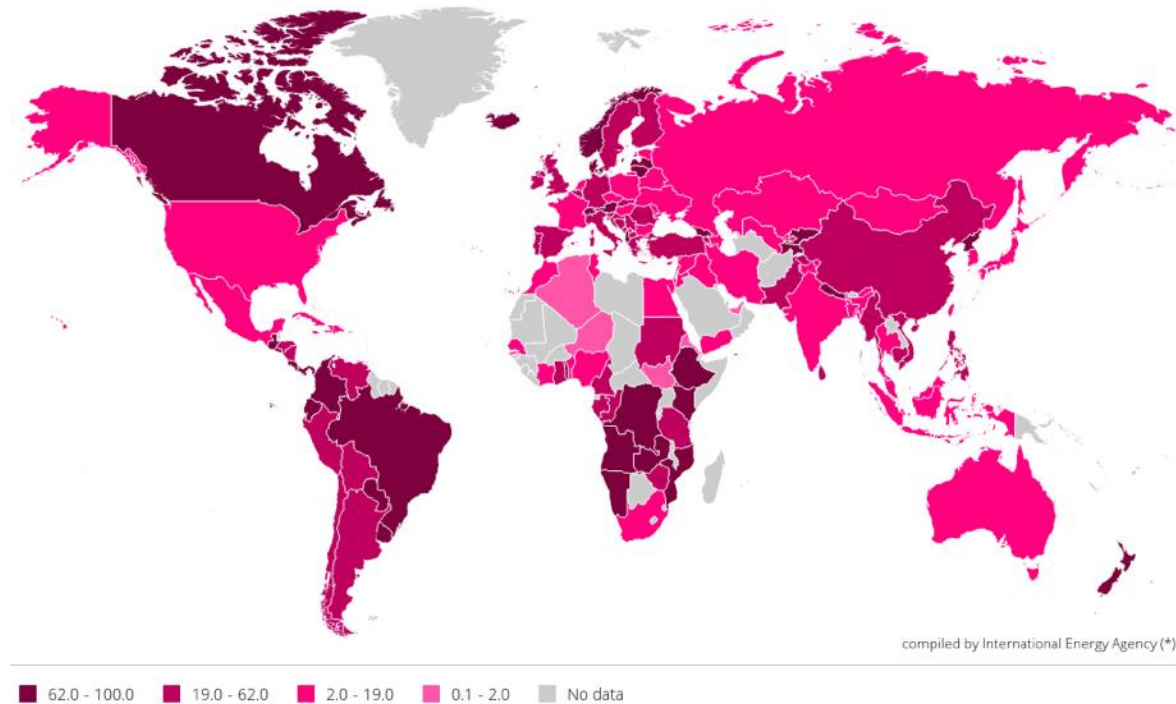 compiled by International Energy Agency (*)
62.0 - 100.0 19.0 - 62.0 2.0 - 19.0 0.1 - 2.0 No data